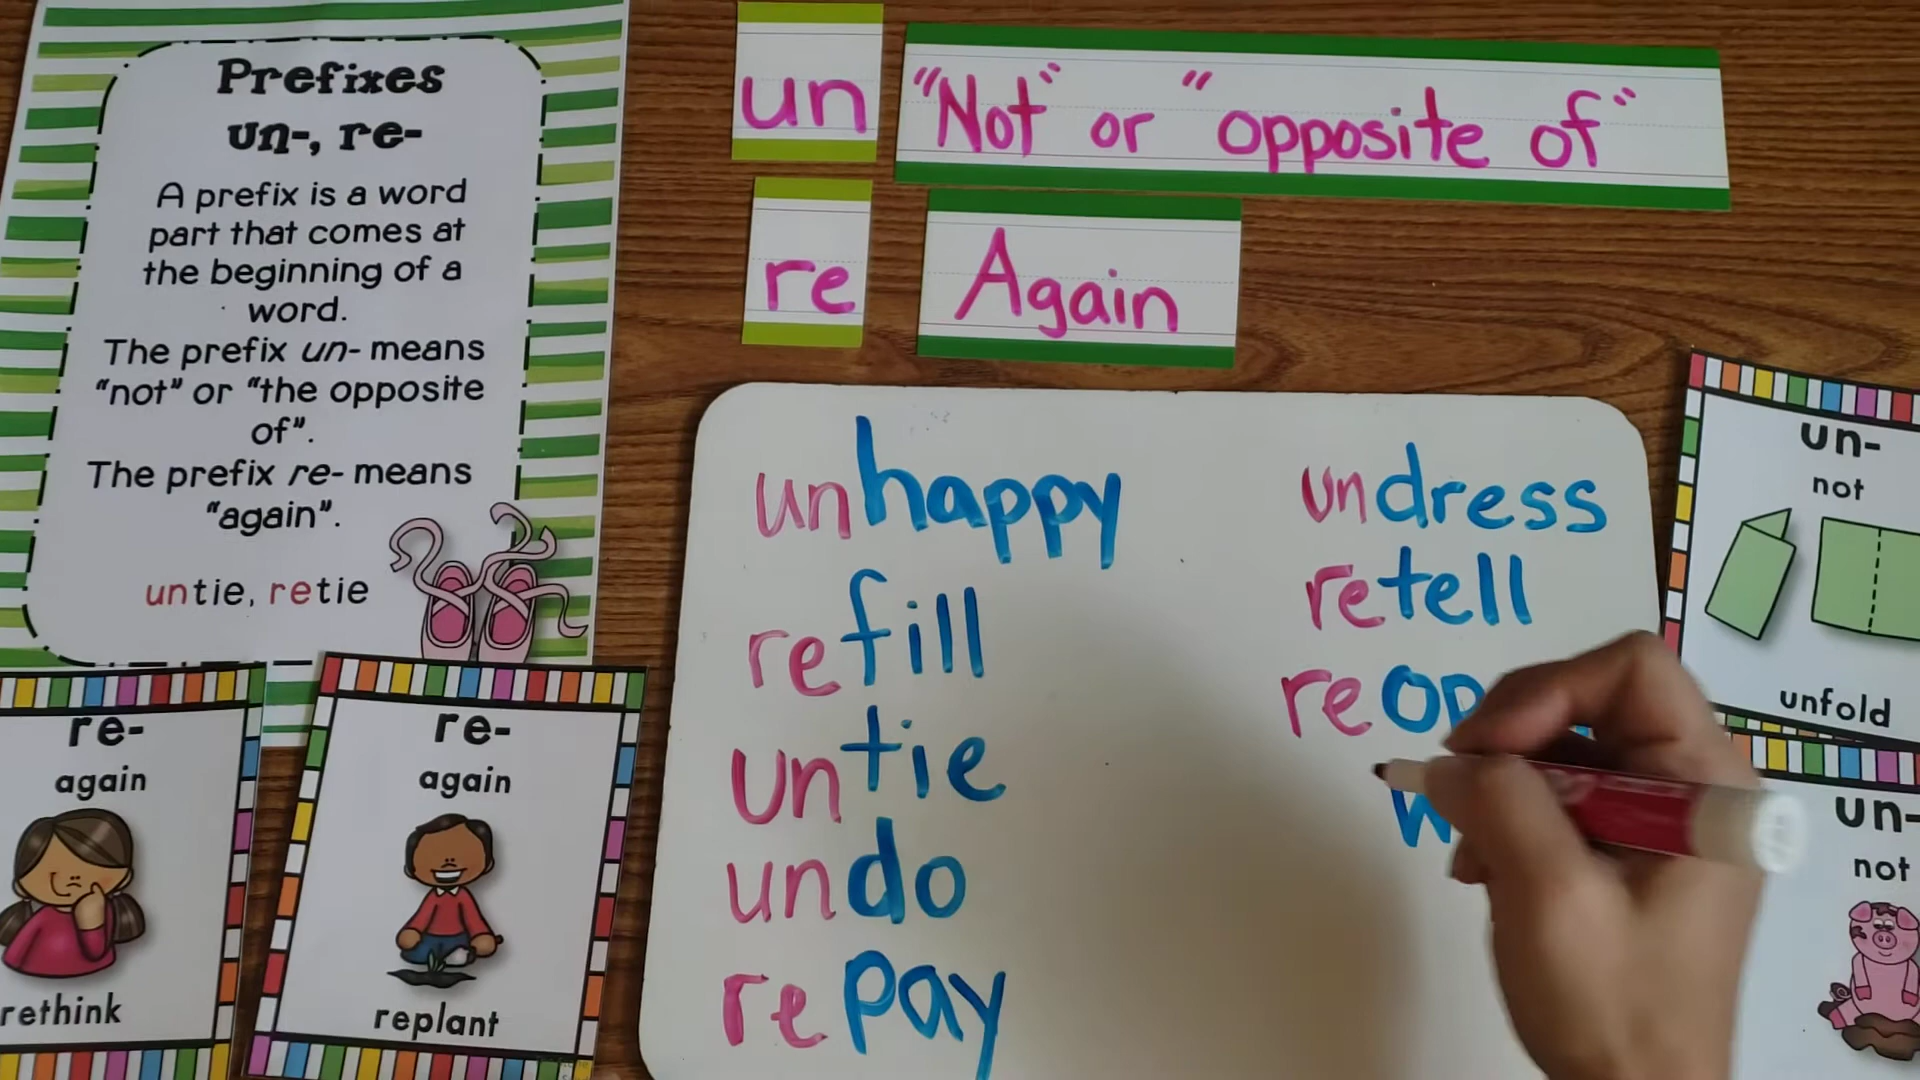 Prefixes
un-, re-
A prefix is a word
part that comes at
the beginning of a
word.
The prefix un- means
"not" or "the opposite
of".
The prefix re- means
"again".
untie, retie
un
"Not" or "opposite of"
re
Again
unhappy
refill
untie
undo
repay
undress
retell
re
re-
again
rethink
re-
again
replant
un-
not
unfold
un-
not